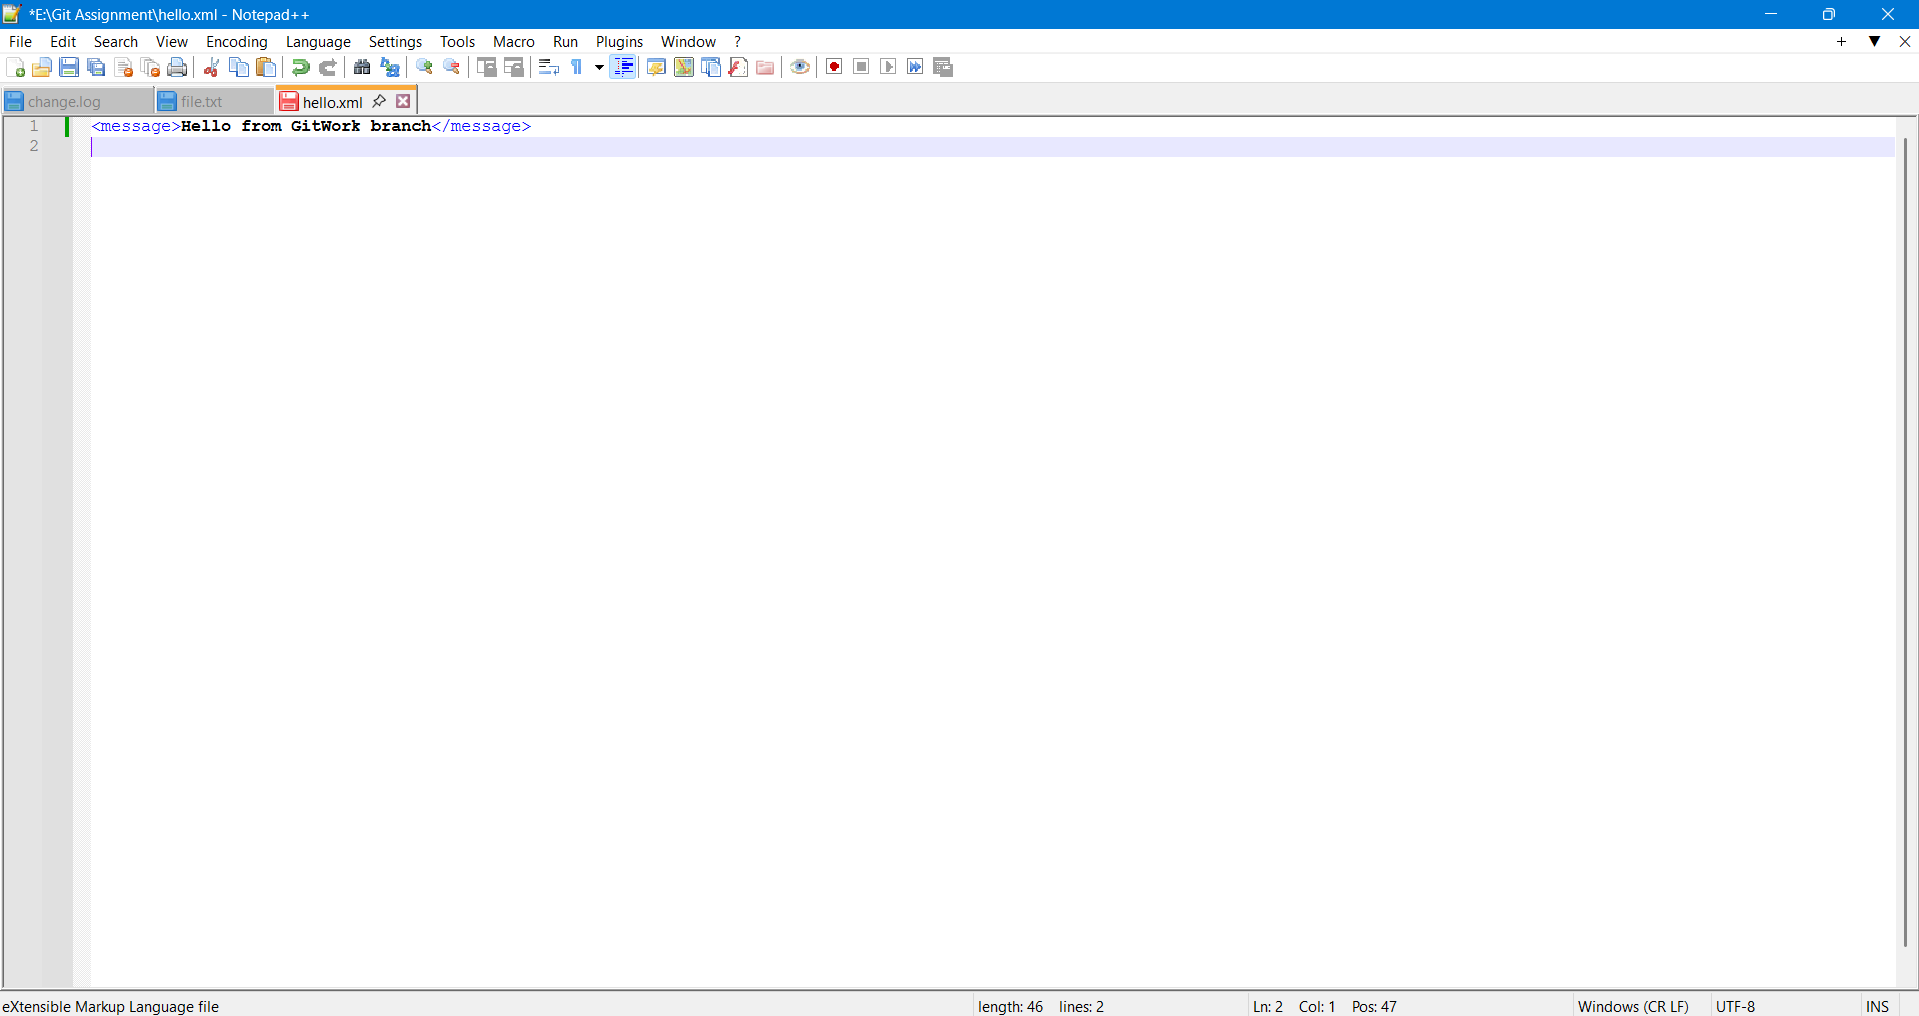 *E:\Git Assignment\hello.xml - Notepad++
File Edit Search View Encoding Language Settings Tools Macro Run Plugins Window ?
change.log file.txt hello.xml
1 <message>Hello from GitWork branch</message>
2
eXtensible Markup Language file length: 46 lines: 2 Ln: 2 Col: 1 Pos: 47 Windows (CR LF) UTF-8 INS